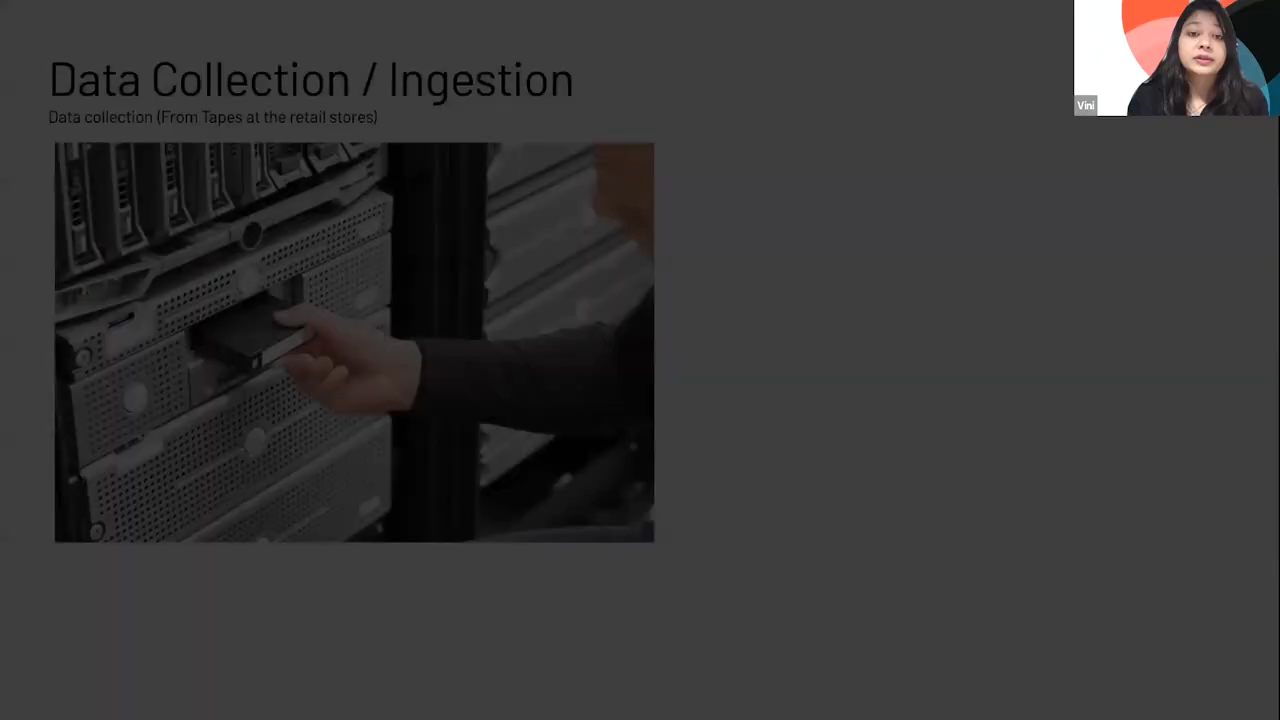 Data Collection / Ingestion
Data collection (From Tapes at the retail stores)
Vini